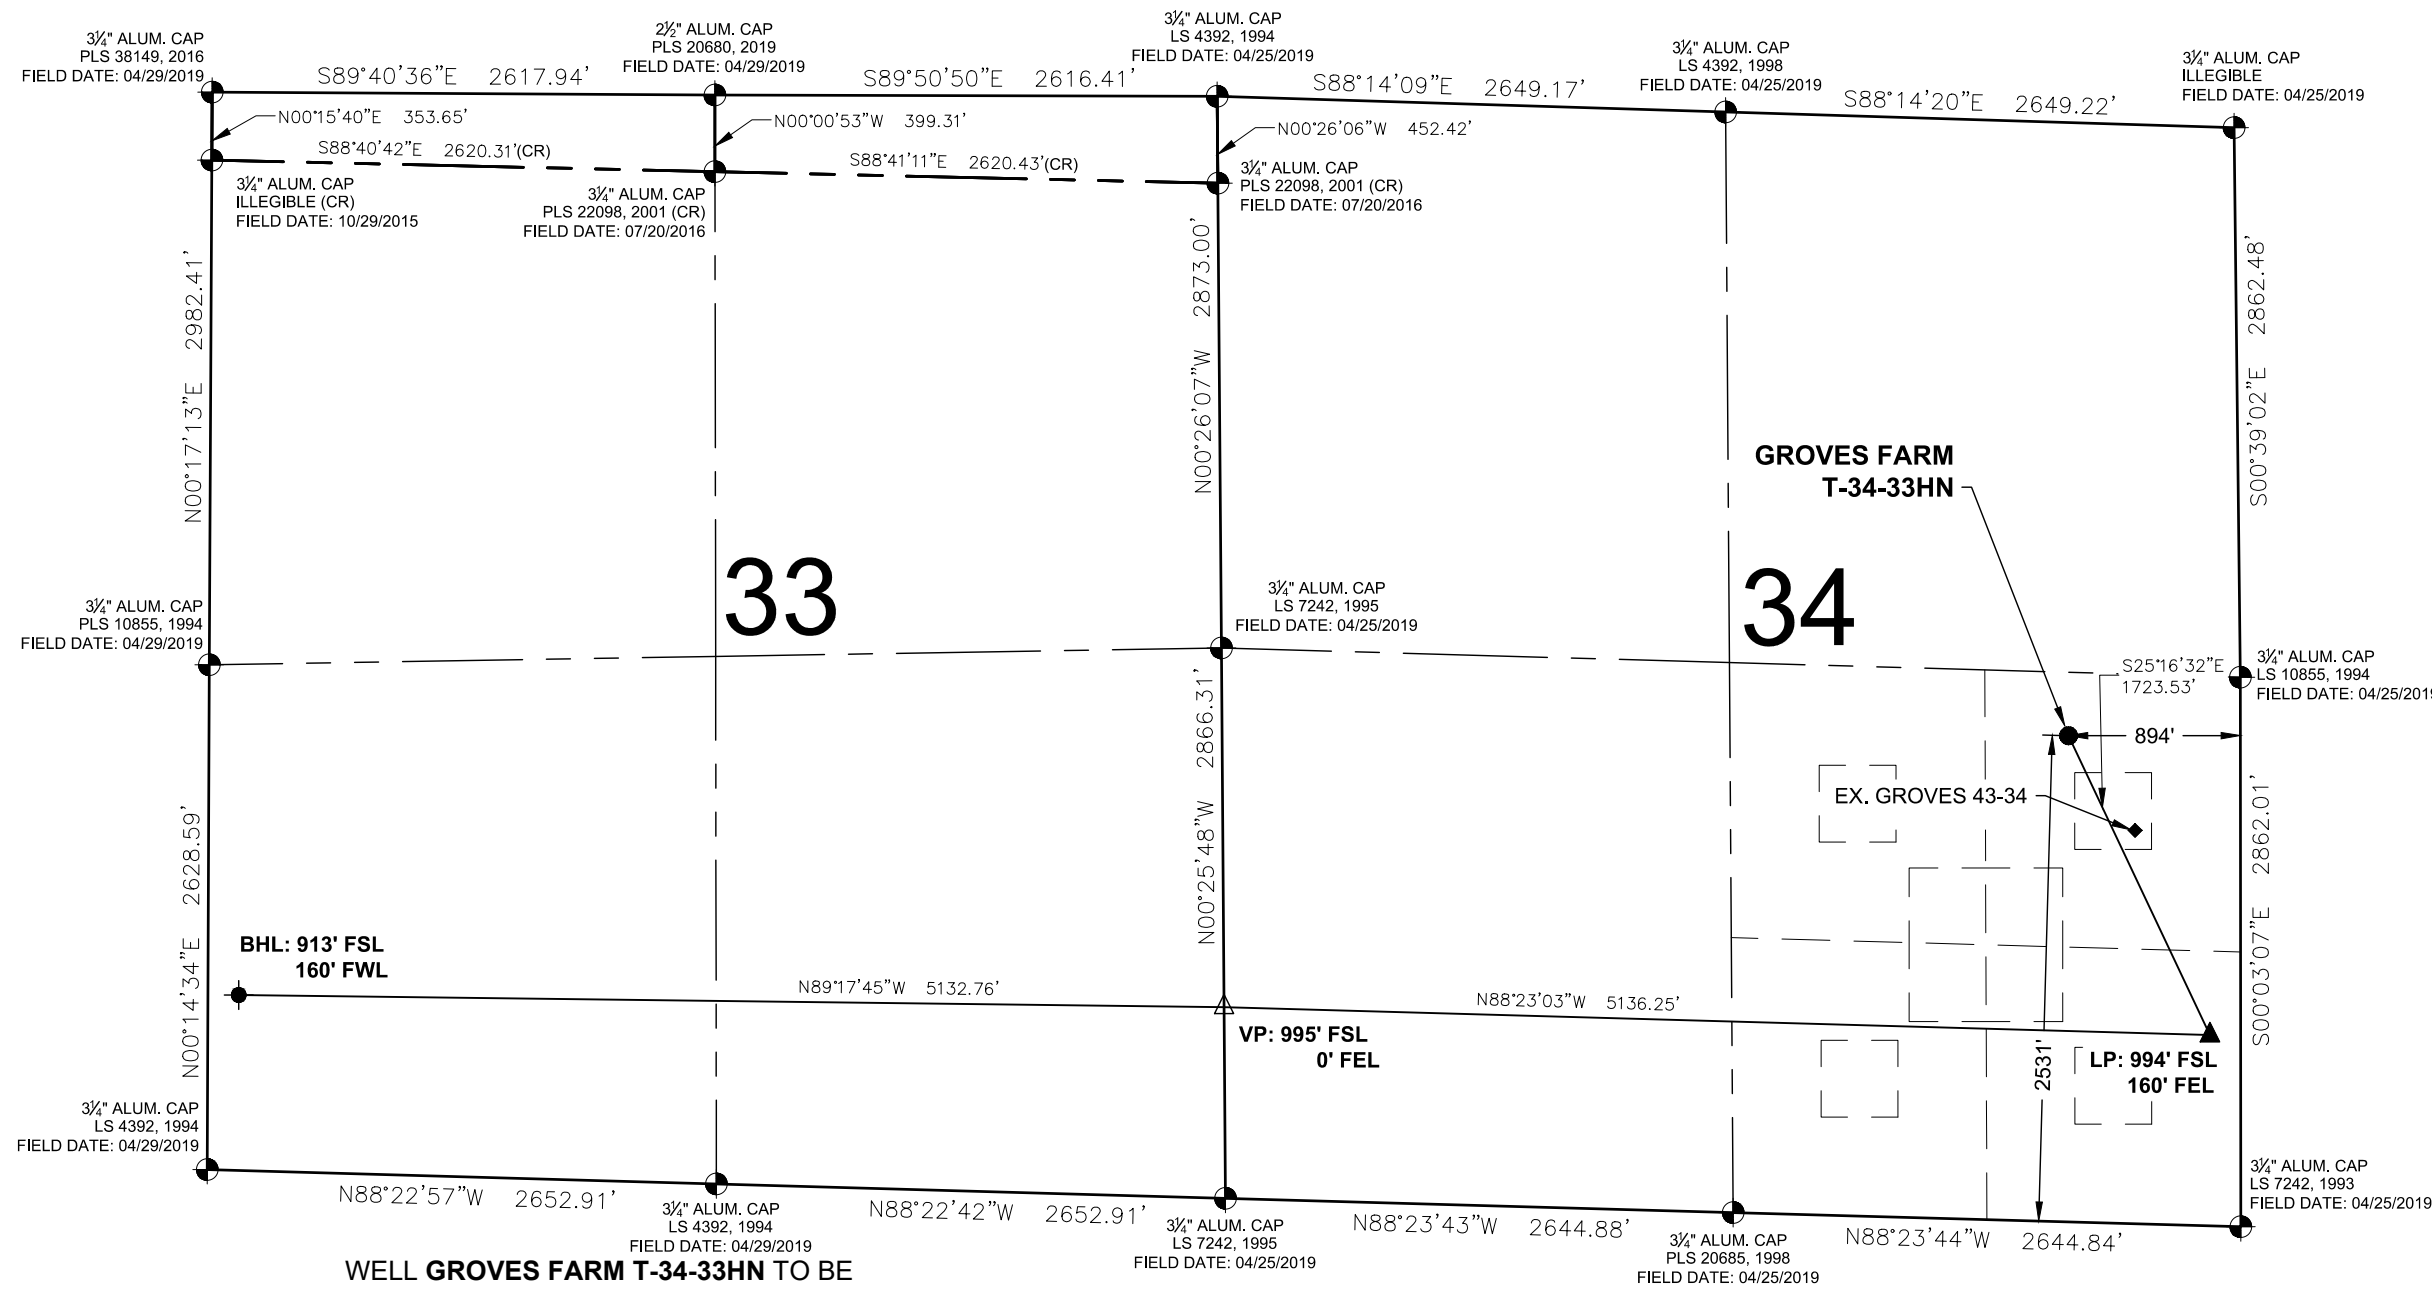 3¼" ALUM. CAP
PLS 38149, 2016
FIELD DATE: 04/29/2019
2½" ALUM. CAP
PLS 20680, 2019
FIELD DATE: 04/29/2019
3¼" ALUM. CAP
LS 4392, 1994
FIELD DATE: 04/25/2019
3¼" ALUM. CAP
LS 4392, 1998
FIELD DATE: 04/25/2019
3¼" ALUM. CAP
ILLEGIBLE
FIELD DATE: 04/25/2019
S89°40'36"E 2617.94'
S89°50'50"E 2616.41'
S88°14'09"E 2649.17'
S88°14'20"E 2649.22'
N00°15'40"E 353.65'
N00°00'53"W 399.31'
N00°26'06"W 452.42'
S88°40'42"E 2620.31'(CR)
S88°41'11"E 2620.43'(CR)
3¼" ALUM. CAP
ILLEGIBLE (CR)
FIELD DATE: 10/29/2015
3¼" ALUM. CAP
PLS 22098, 2001 (CR)
FIELD DATE: 07/20/2016
3¼" ALUM. CAP
PLS 22098, 2001 (CR)
FIELD DATE: 07/20/2016
N00°17'13"E 2982.41'
N00°26'07"W 2873.00'
S00°39'02"E 2862.48'
GROVES FARM
T-34-33HN
33
34
3¼" ALUM. CAP
PLS 10855, 1994
FIELD DATE: 04/29/2019
3¼" ALUM. CAP
LS 7242, 1995
FIELD DATE: 04/25/2019
S25°16'32"E
1723.53'
3¼" ALUM. CAP
LS 10855, 1994
FIELD DATE: 04/25/2019
894'
EX. GROVES 43-34
N00°14'34"E 2628.59'
N00°25'48"W 2866.31'
S00°03'07"E 2862.01'
2531'
BHL: 913' FSL
160' FWL
N89°17'45"W 5132.76'
N88°23'03"W 5136.25'
VP: 995' FSL
0' FEL
LP: 994' FSL
160' FEL
3¼" ALUM. CAP
LS 4392, 1994
FIELD DATE: 04/29/2019
N88°22'57"W 2652.91'
N88°22'42"W 2652.91'
N88°23'43"W 2644.88'
N88°23'44"W 2644.84'
3¼" ALUM. CAP
LS 4392, 1994
FIELD DATE: 04/29/2019
3¼" ALUM. CAP
LS 7242, 1995
FIELD DATE: 04/25/2019
3¼" ALUM. CAP
PLS 20685, 1998
FIELD DATE: 04/25/2019
3¼" ALUM. CAP
LS 7242, 1993
FIELD DATE: 04/25/2019
WELL GROVES FARM T-34-33HN TO BE